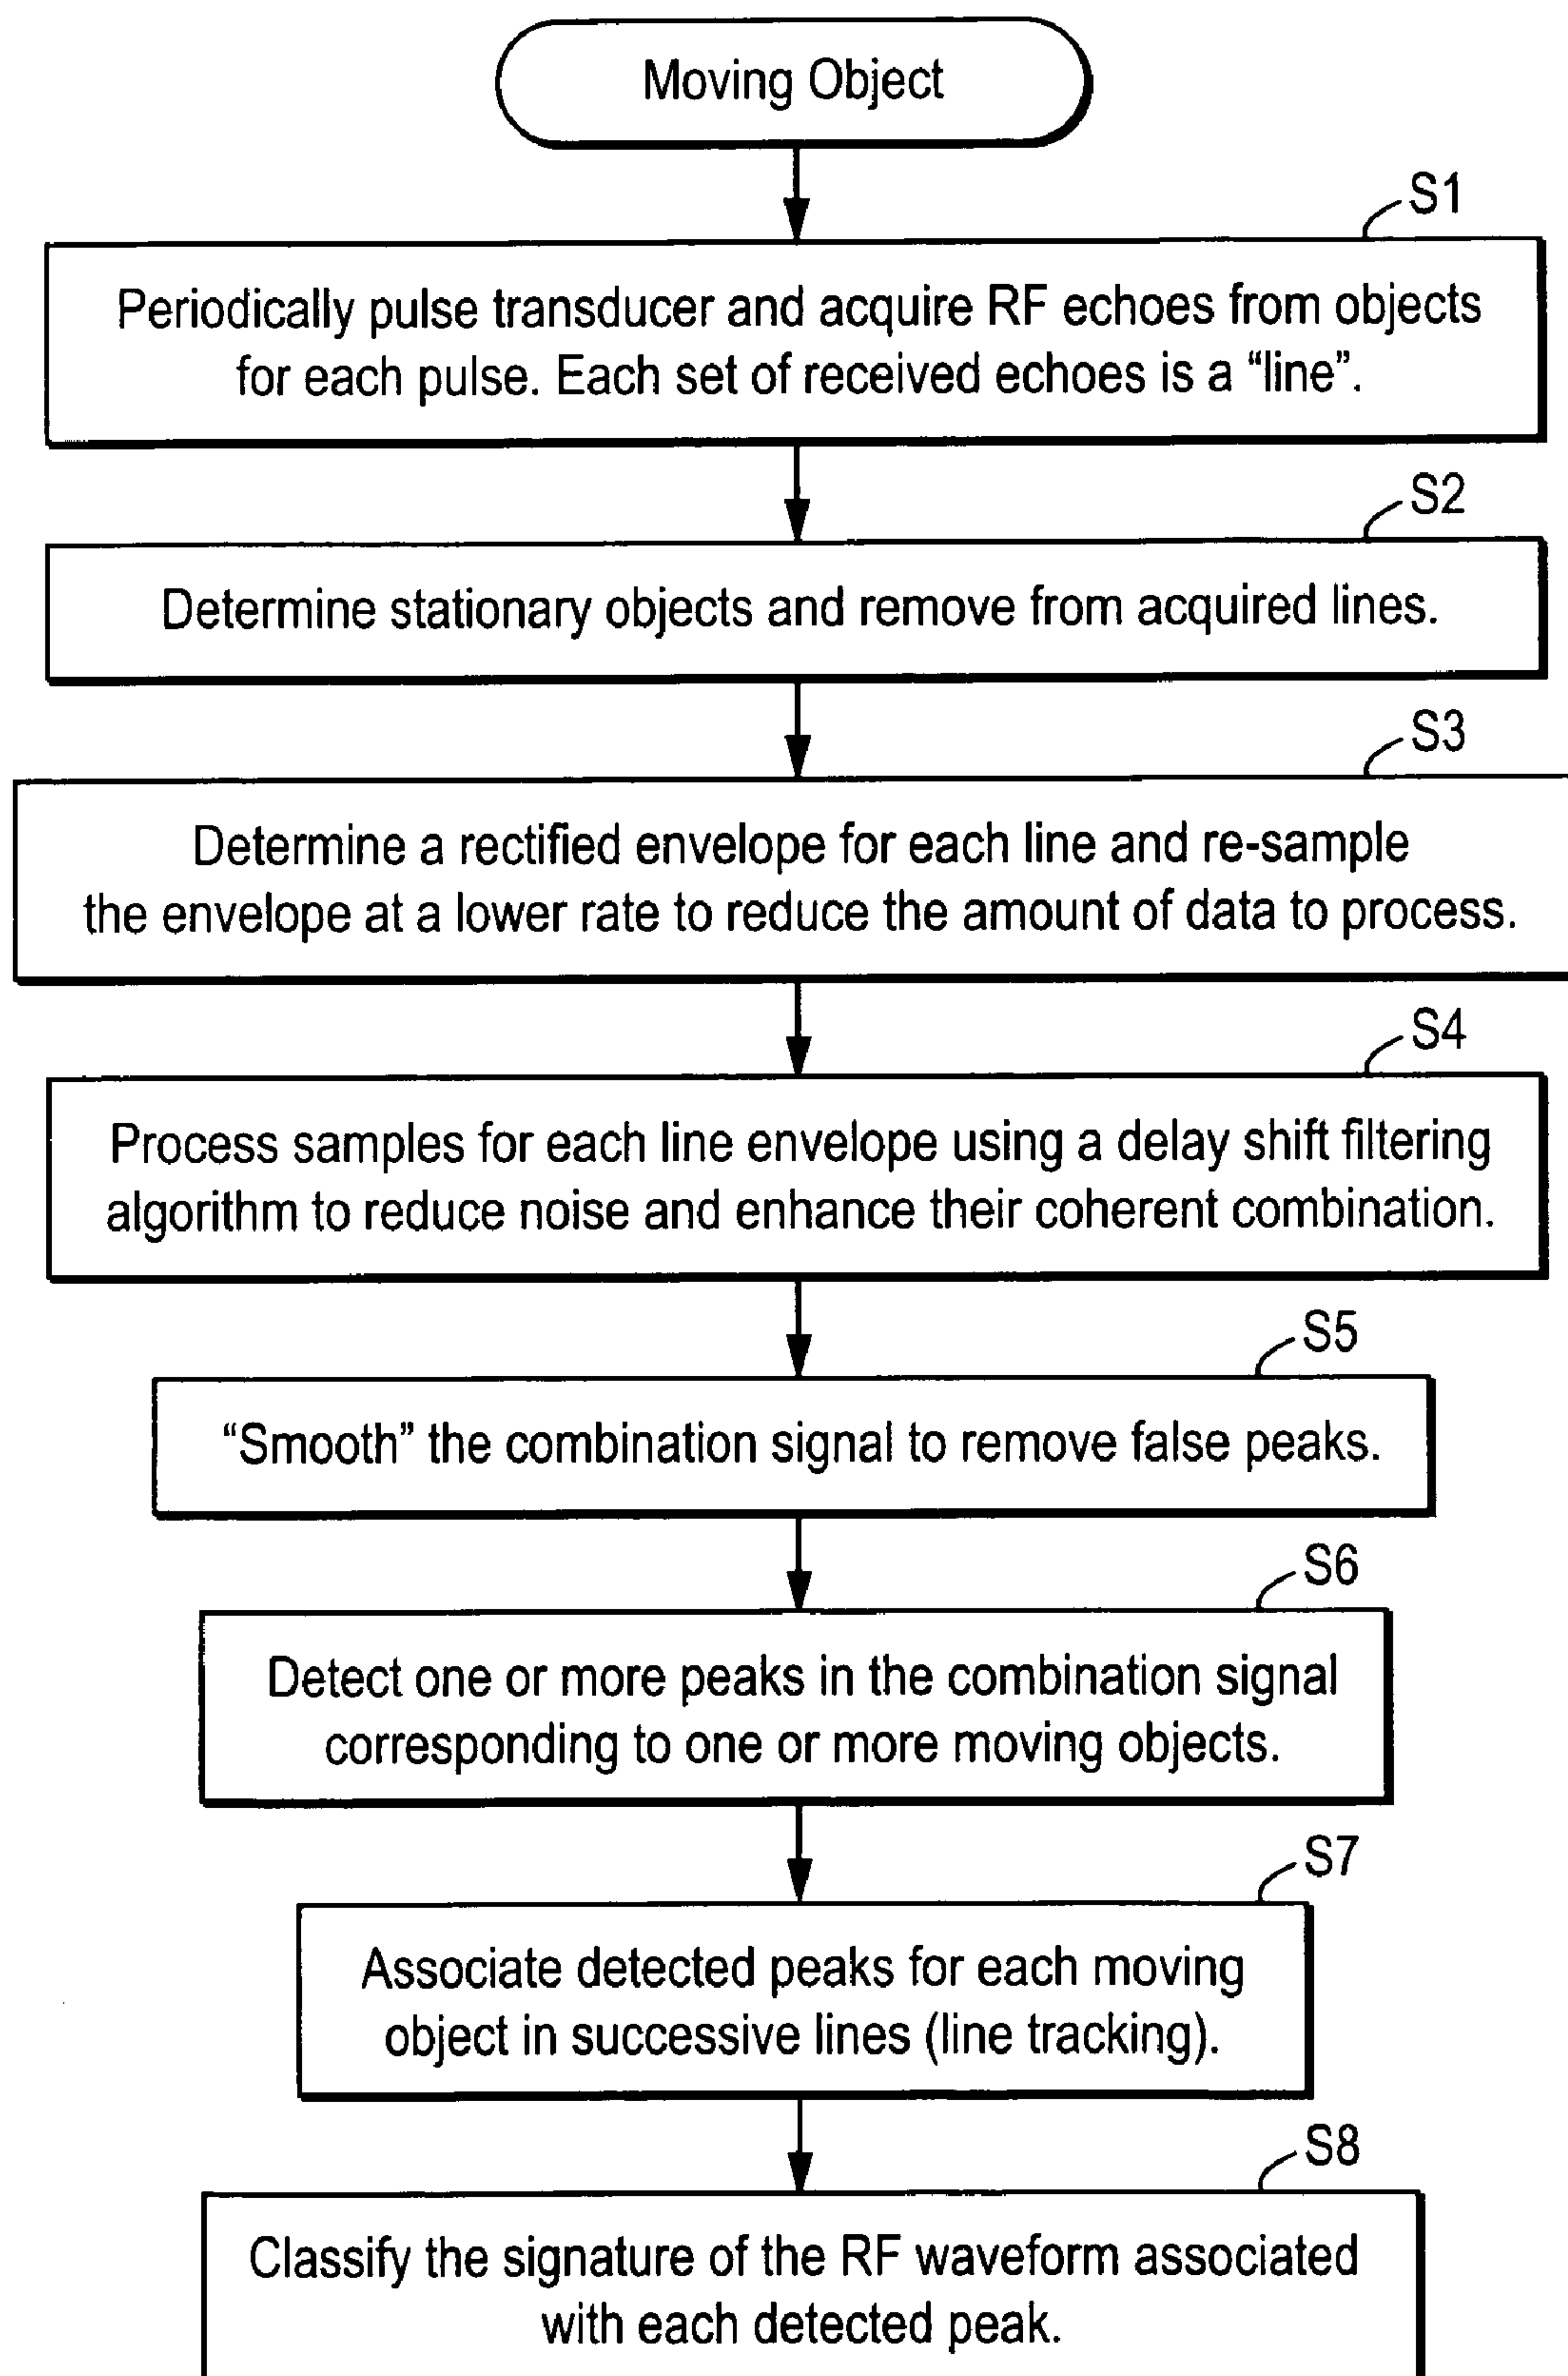 Moving Object
S1
Periodically pulse transducer and acquire RF echoes from objects
for each pulse. Each set of received echoes is a “line”.
S2
Determine stationary objects and remove from acquired lines.
S3
Determine a rectified envelope for each line and re-sample
the envelope at a lower rate to reduce the amount of data to process.
S4
Process samples for each line envelope using a delay shift filtering
algorithm to reduce noise and enhance their coherent combination.
S5
“Smooth” the combination signal to remove false peaks.
S6
Detect one or more peaks in the combination signal
corresponding to one or more moving objects.
S7
Associate detected peaks for each moving
object in successive lines (line tracking).
S8
Classify the signature of the RF waveform associated
with each detected peak.